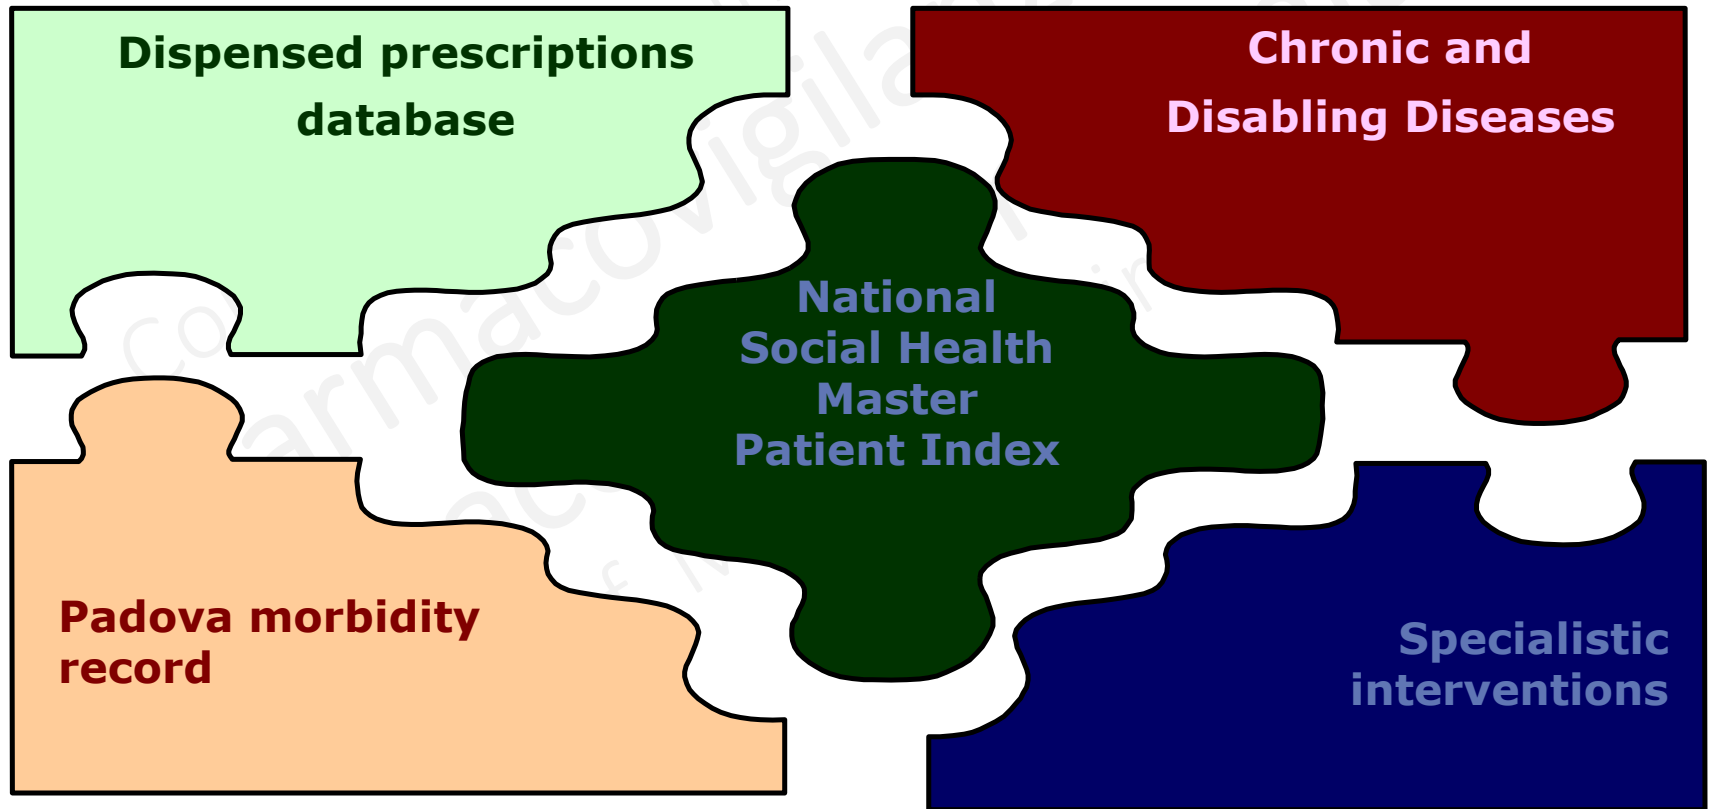 Dispensed prescriptions
database
Chronic and
Disabling Diseases
National
Social Health
Master
Patient Index
Padova morbidity
record
Specialistic
interventions